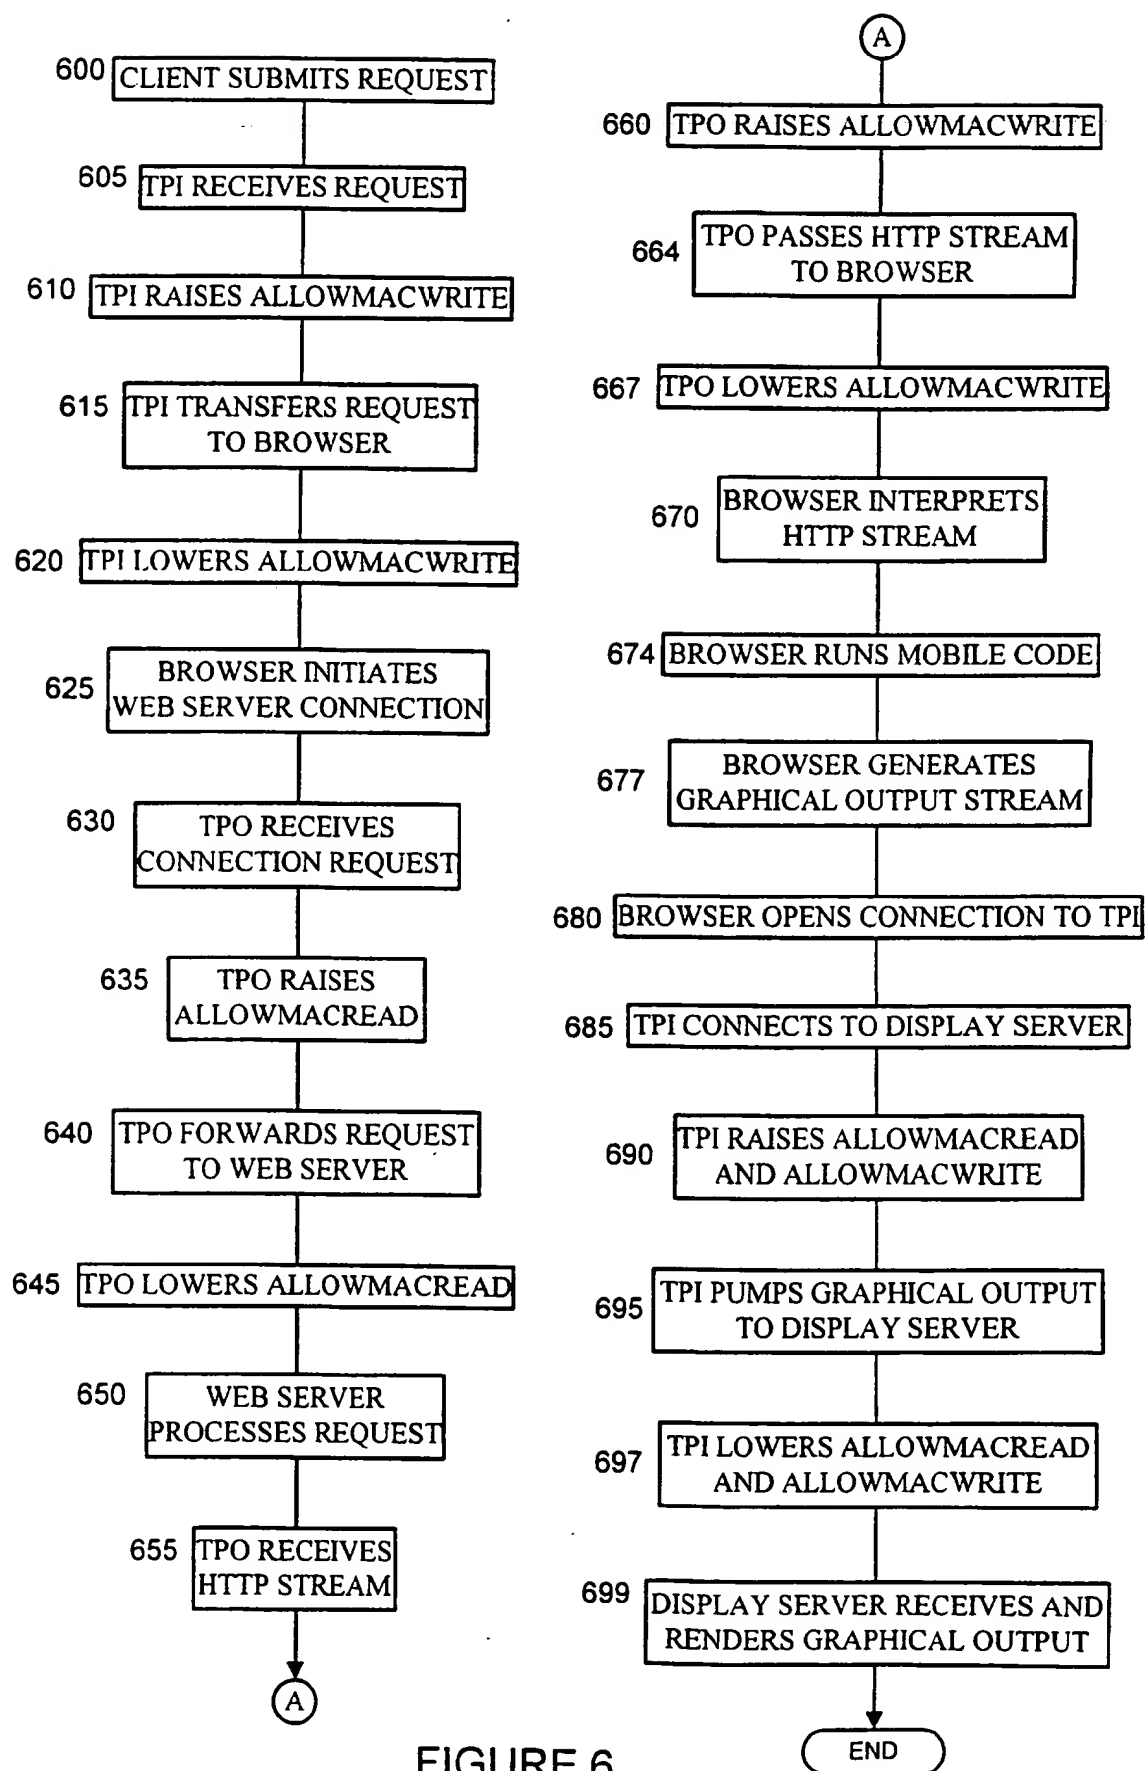 600
CLIENT SUBMITS REQUEST
605
TPI RECEIVES REQUEST
610
TPI RAISES ALLOWMACWRITE
615
TPI TRANSFERS REQUEST
TO BROWSER
620
TPI LOWERS ALLOWMACWRITE
625
BROWSER INITIATES
WEB SERVER CONNECTION
630
TPO RECEIVES
CONNECTION REQUEST
635
TPO RAISES
ALLOWMACREAD
640
TPO FORWARDS REQUEST
TO WEB SERVER
645
TPO LOWERS ALLOWMACREAD
650
WEB SERVER
PROCESSES REQUEST
655
TPO RECEIVES
HTTP STREAM
A
A
660
TPO RAISES ALLOWMACWRITE
664
TPO PASSES HTTP STREAM
TO BROWSER
667
TPO LOWERS ALLOWMACWRITE
670
BROWSER INTERPRETS
HTTP STREAM
674
BROWSER RUNS MOBILE CODE
677
BROWSER GENERATES
GRAPHICAL OUTPUT STREAM
680
BROWSER OPENS CONNECTION TO TPI
685
TPI CONNECTS TO DISPLAY SERVER
690
TPI RAISES ALLOWMACREAD
AND ALLOWMACWRITE
695
TPI PUMPS GRAPHICAL OUTPUT
TO DISPLAY SERVER
697
TPI LOWERS ALLOWMACREAD
AND ALLOWMACWRITE
699
DISPLAY SERVER RECEIVES AND
RENDERS GRAPHICAL OUTPUT
END
FIGURE 6